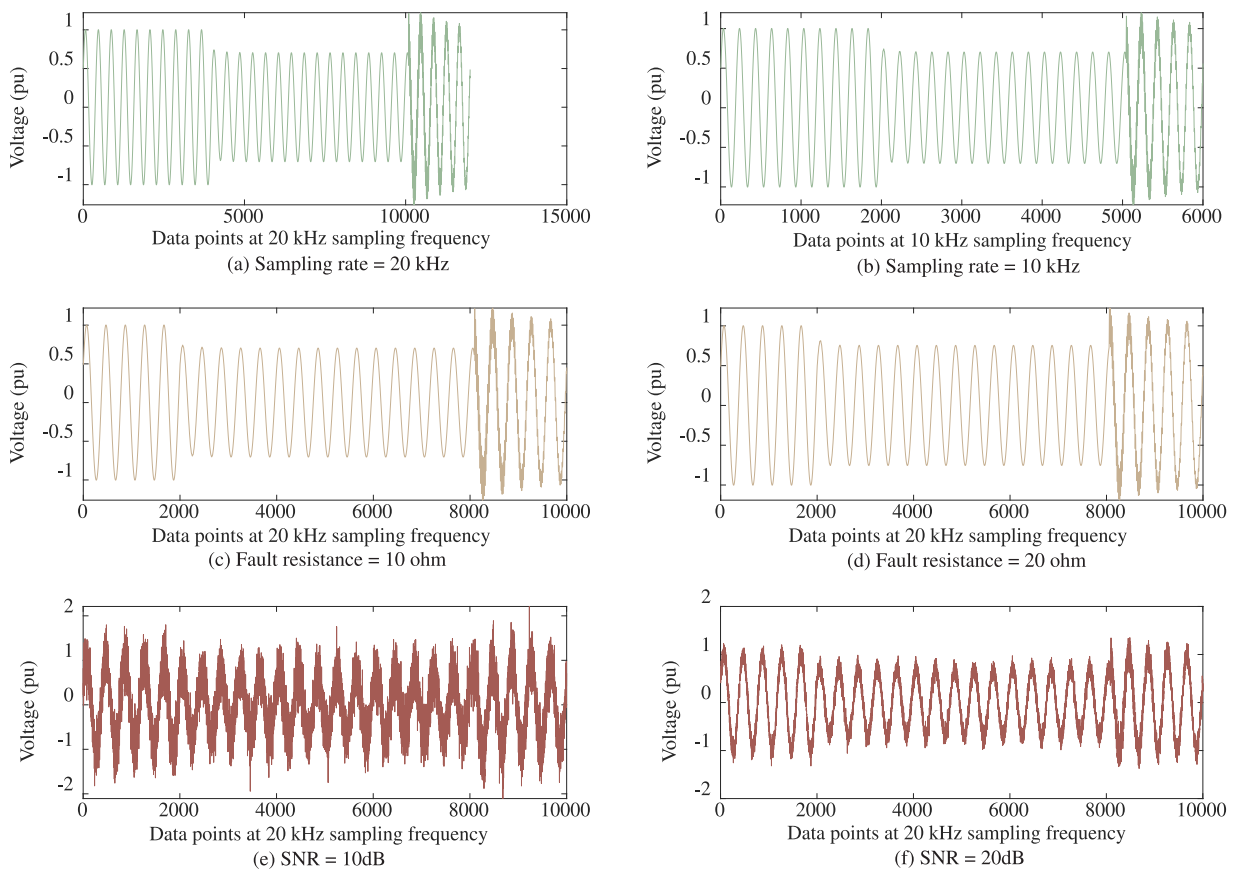 1
0.5
0
-0.5
-1
Voltage (pu)
0 5000 10000 15000
Data points at 20 kHz sampling frequency
(a) Sampling rate = 20 kHz
1
0.5
0
-0.5
-1
Voltage (pu)
0 1000 2000 3000 4000 5000 6000
Data points at 10 kHz sampling frequency
(b) Sampling rate = 10 kHz
1
0.5
0
-0.5
-1
Voltage (pu)
0 2000 4000 6000 8000 10000
Data points at 20 kHz sampling frequency
(c) Fault resistance = 10 ohm
1
0.5
0
-0.5
-1
Voltage (pu)
0 2000 4000 6000 8000 10000
Data points at 20 kHz sampling frequency
(d) Fault resistance = 20 ohm
2
1
0
-1
-2
Voltage (pu)
0 2000 4000 6000 8000 10000
Data points at 20 kHz sampling frequency
(e) SNR = 10dB
2
1
0
-1
-2
Voltage (pu)
0 2000 4000 6000 8000 10000
Data points at 20 kHz sampling frequency
(f) SNR = 20dB